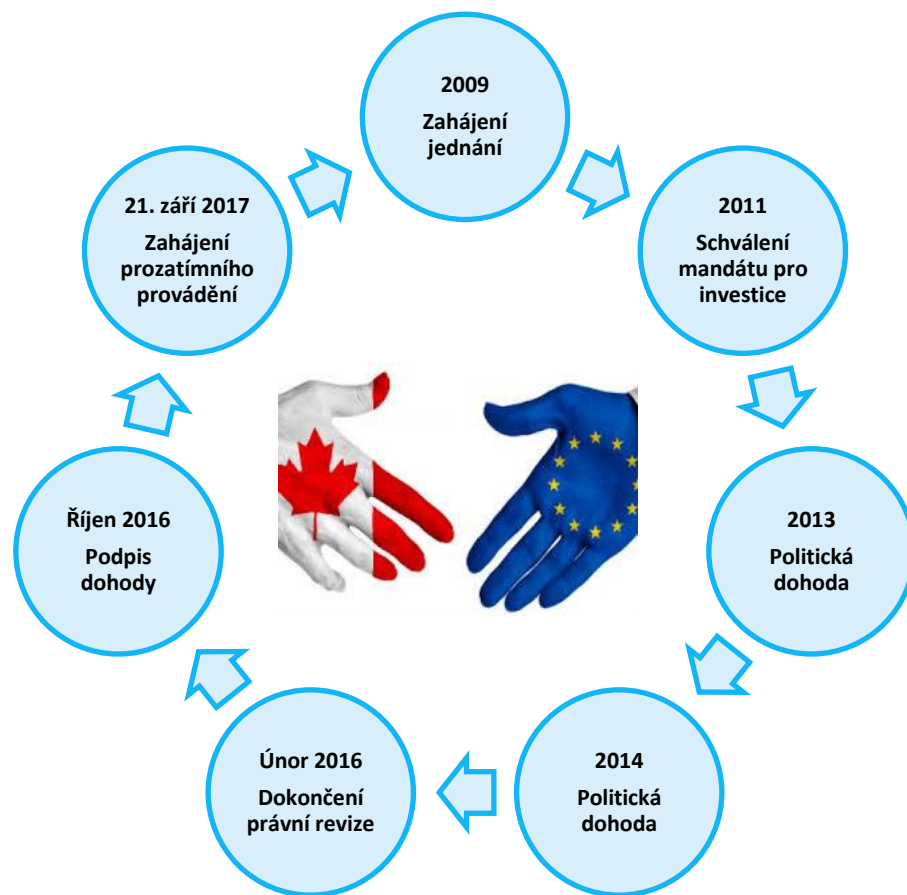 2009
Zahájení
jednání
2011
Schválení
mandátu pro
investice
2013
Politická
dohoda
2014
Politická
dohoda
Únor 2016
Dokončení
právní revize
Říjen 2016
Podpis
dohody
21. září 2017
Zahájení
prozatímního
provádění